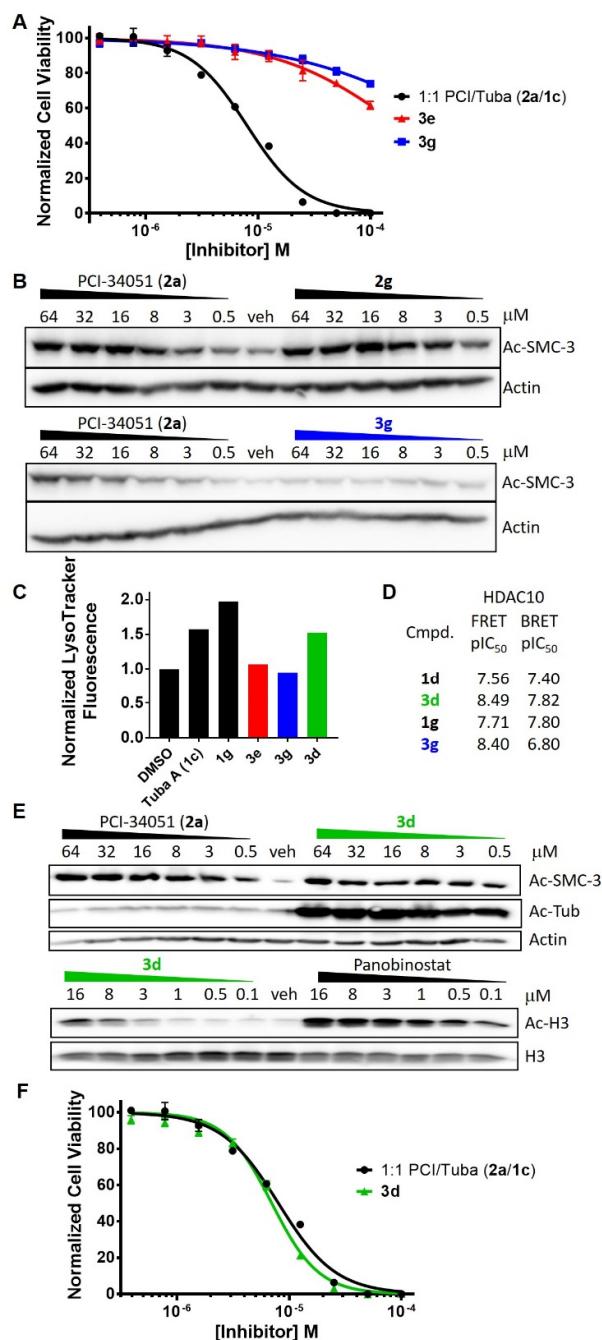 A
Normalized Cell Viability
100
80
60
40
20
0
10-6 10-5 10-4
[Inhibitor] M
1:1 PCI/Tuba (2a/1c)
3e
3g
B
PCI-34051 (2a) 2g
64 32 16 8 3 0.5 veh 64 32 16 8 3 0.5 μM
Ac-SMC-3
Actin
PCI-34051 (2a) 3g
64 32 16 8 3 0.5 veh 64 32 16 8 3 0.5 μM
Ac-SMC-3
Actin
C
Normalized LysoTracker
Fluorescence
2.0
1.5
1.0
0.5
0.0
DMSO Tuba A (1c) 1g 3e 3g 3d
D
HDAC10
Cmpd. FRET pIC50 BRET pIC50
1d 7.56 7.40
3d 8.49 7.82
1g 7.71 7.80
3g 8.40 6.80
E
PCI-34051 (2a) 3d
64 32 16 8 3 0.5 veh 64 32 16 8 3 0.5 μM
Ac-SMC-3
Ac-Tub
Actin
3d Panobinostat
16 8 3 1 0.5 0.1 veh 16 8 3 1 0.5 0.1 μM
Ac-H3
H3
F
Normalized Cell Viability
100
80
60
40
20
0
10-6 10-5 10-4
[Inhibitor] M
1:1 PCI/Tuba (2a/1c)
3d